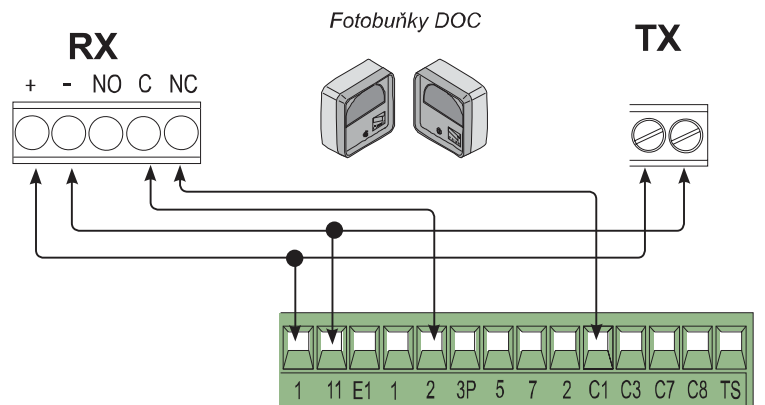 Fotobuňky DOC
RX
TX
+ - NO C NC
1 11 E1 1 2 3P 5 7 2 C1 C3 C7 C8 TS